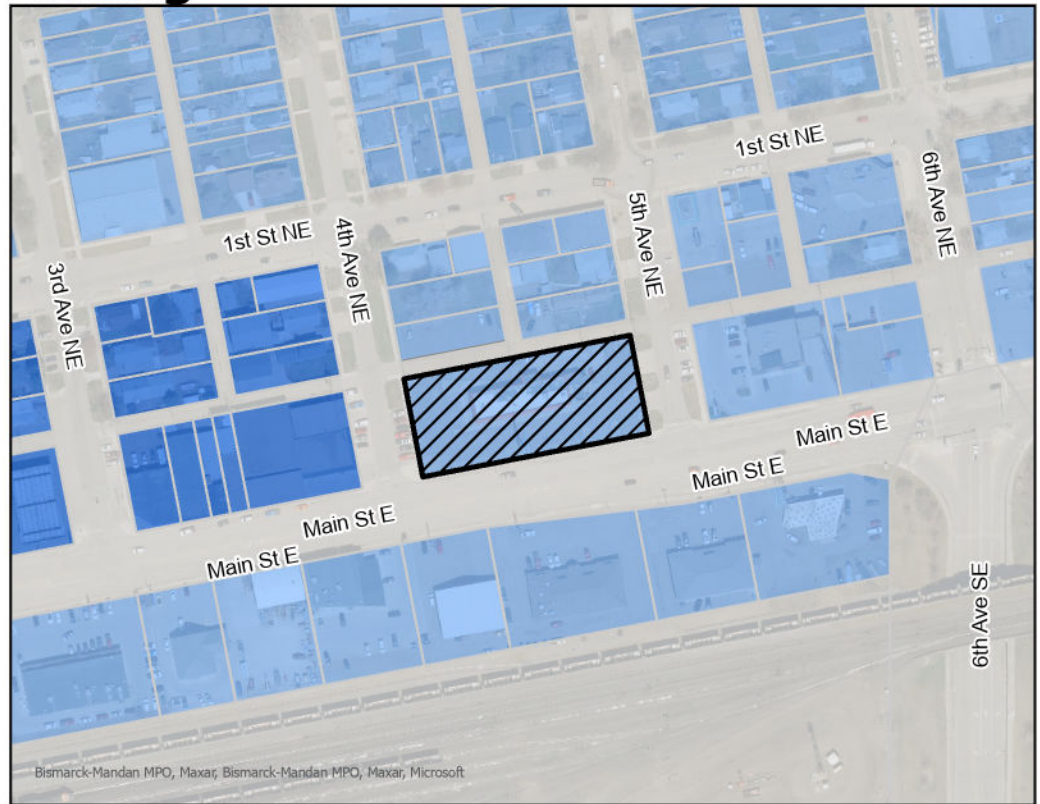 1st St NE
6th Ave NE
5th Ave NE
1st St NE
4th Ave NE
3rd Ave NE
Main St E
Main St E
Main St E
Main St E
6th Ave SE
Bismarck-Mandan MPO, Maxar, Bismarck-Mandan MPO, Maxar, Microsoft